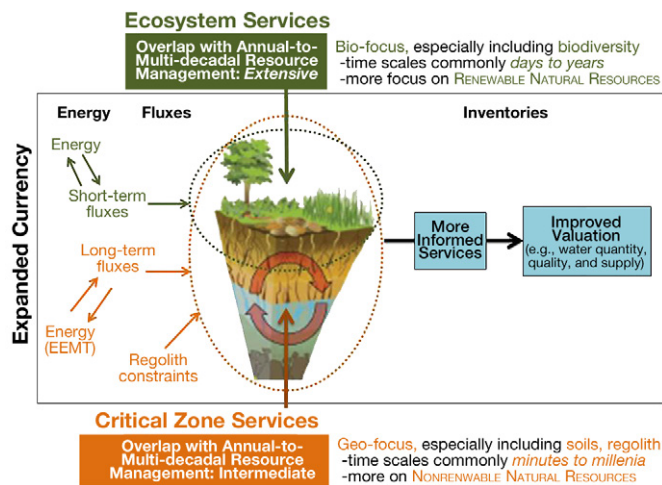 Ecosystem Services
Overlap with Annual-to-
Multi-decadal Resource
Management: Extensive
Bio-focus, especially including biodiversity
-time scales commonly days to years
-more focus on RENEWABLE NATURAL RESOURCES
Expanded Currency
Energy
Fluxes
Inventories
Energy
Short-term
fluxes
Long-term
fluxes
Energy
(EEMT)
Regolith
constraints
More
Informed
Services
Improved
Valuation
(e.g., water quantity,
quality, and supply)
Critical Zone Services
Overlap with Annual-to-
Multi-decadal Resource
Management: Intermediate
Geo-focus, especially including soils, regolith
-time scales commonly minutes to millenia
-more on NONRENWABLE NATURAL RESOURCES